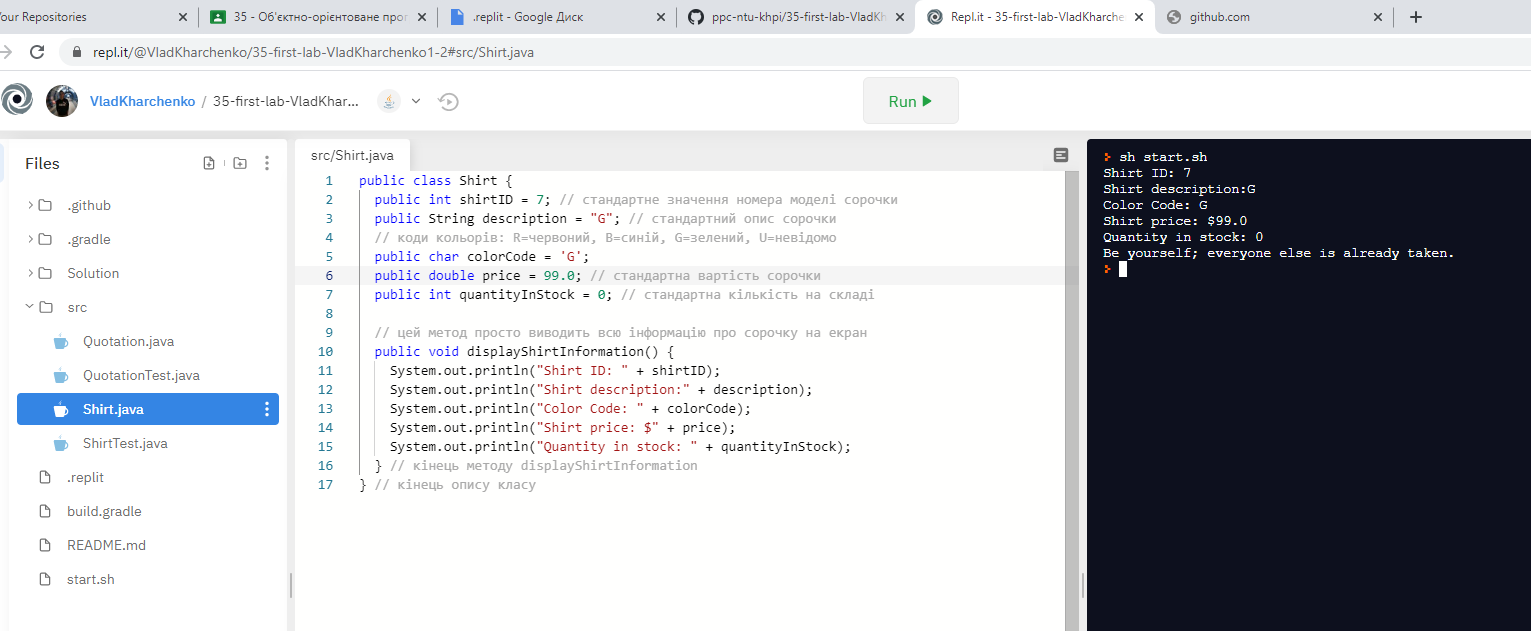 our Repositories
35 - Об'єктно-орієнтоване прог
.replit - Google Диск
ppc-ntu-khpi/35-first-lab-VladKh
Repl.it - 35-first-lab-VladKharche
github.com
repl.it/@VladKharchenko/35-first-lab-VladKharchenko1-2#src/Shirt.java
VladKharchenko / 35-first-lab-VladKhar...
Run
Files
.github
.gradle
Solution
src
Quotation.java
QuotationTest.java
Shirt.java
ShirtTest.java
.replit
build.gradle
README.md
start.sh
src/Shirt.java
1 public class Shirt {
2 public int shirtID = 7; // стандартне значення номера моделі сорочки
3 public String description = "G"; // стандартний опис сорочки
4 // коди кольорів: R=червоний, B=синій, G=зелений, U=невідомо
5 public char colorCode = 'G';
6 public double price = 99.0; // стандартна вартість сорочки
7 public int quantityInStock = 0; // стандартна кількість на складі
8
9 // цей метод просто виводить всю інформацію про сорочку на екран
10 public void displayShirtInformation() {
11 System.out.println("Shirt ID: " + shirtID);
12 System.out.println("Shirt description:" + description);
13 System.out.println("Color Code: " + colorCode);
14 System.out.println("Shirt price: $" + price);
15 System.out.println("Quantity in stock: " + quantityInStock);
16 } // кінець методу displayShirtInformation
17 } // кінець опису класу
sh start.sh
Shirt ID: 7
Shirt description:G
Color Code: G
Shirt price: $99.0
Quantity in stock: 0
Be yourself; everyone else is already taken.